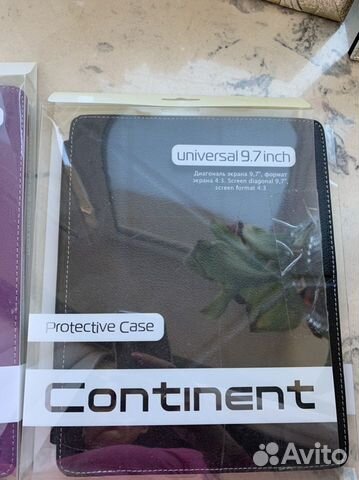 universal 9.7 inch
Диагональ экрана 9,7", формат
экрана 4:3. Screen diagonal 9,7",
screen format 4:3
Protective Case
Continent
Avito